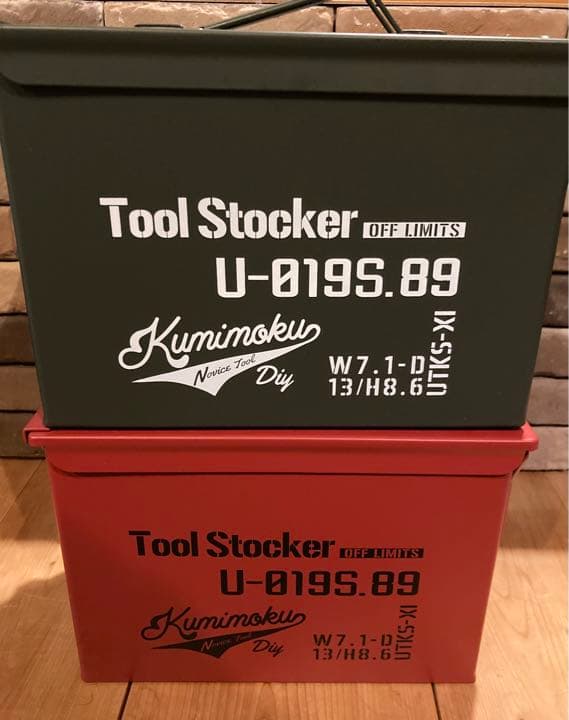 Tool Stocker OFF LIMITS
U-019S.89
Kumimoku
Novice Tool
Diy
W7.1-D
13/H8.6
UTKS-XI
Tool Stocker OFF LIMITS
U-019S.89
Kumimoku
Novice Tool
Diy
W7.1-D
13/H8.6
UTKS-XI